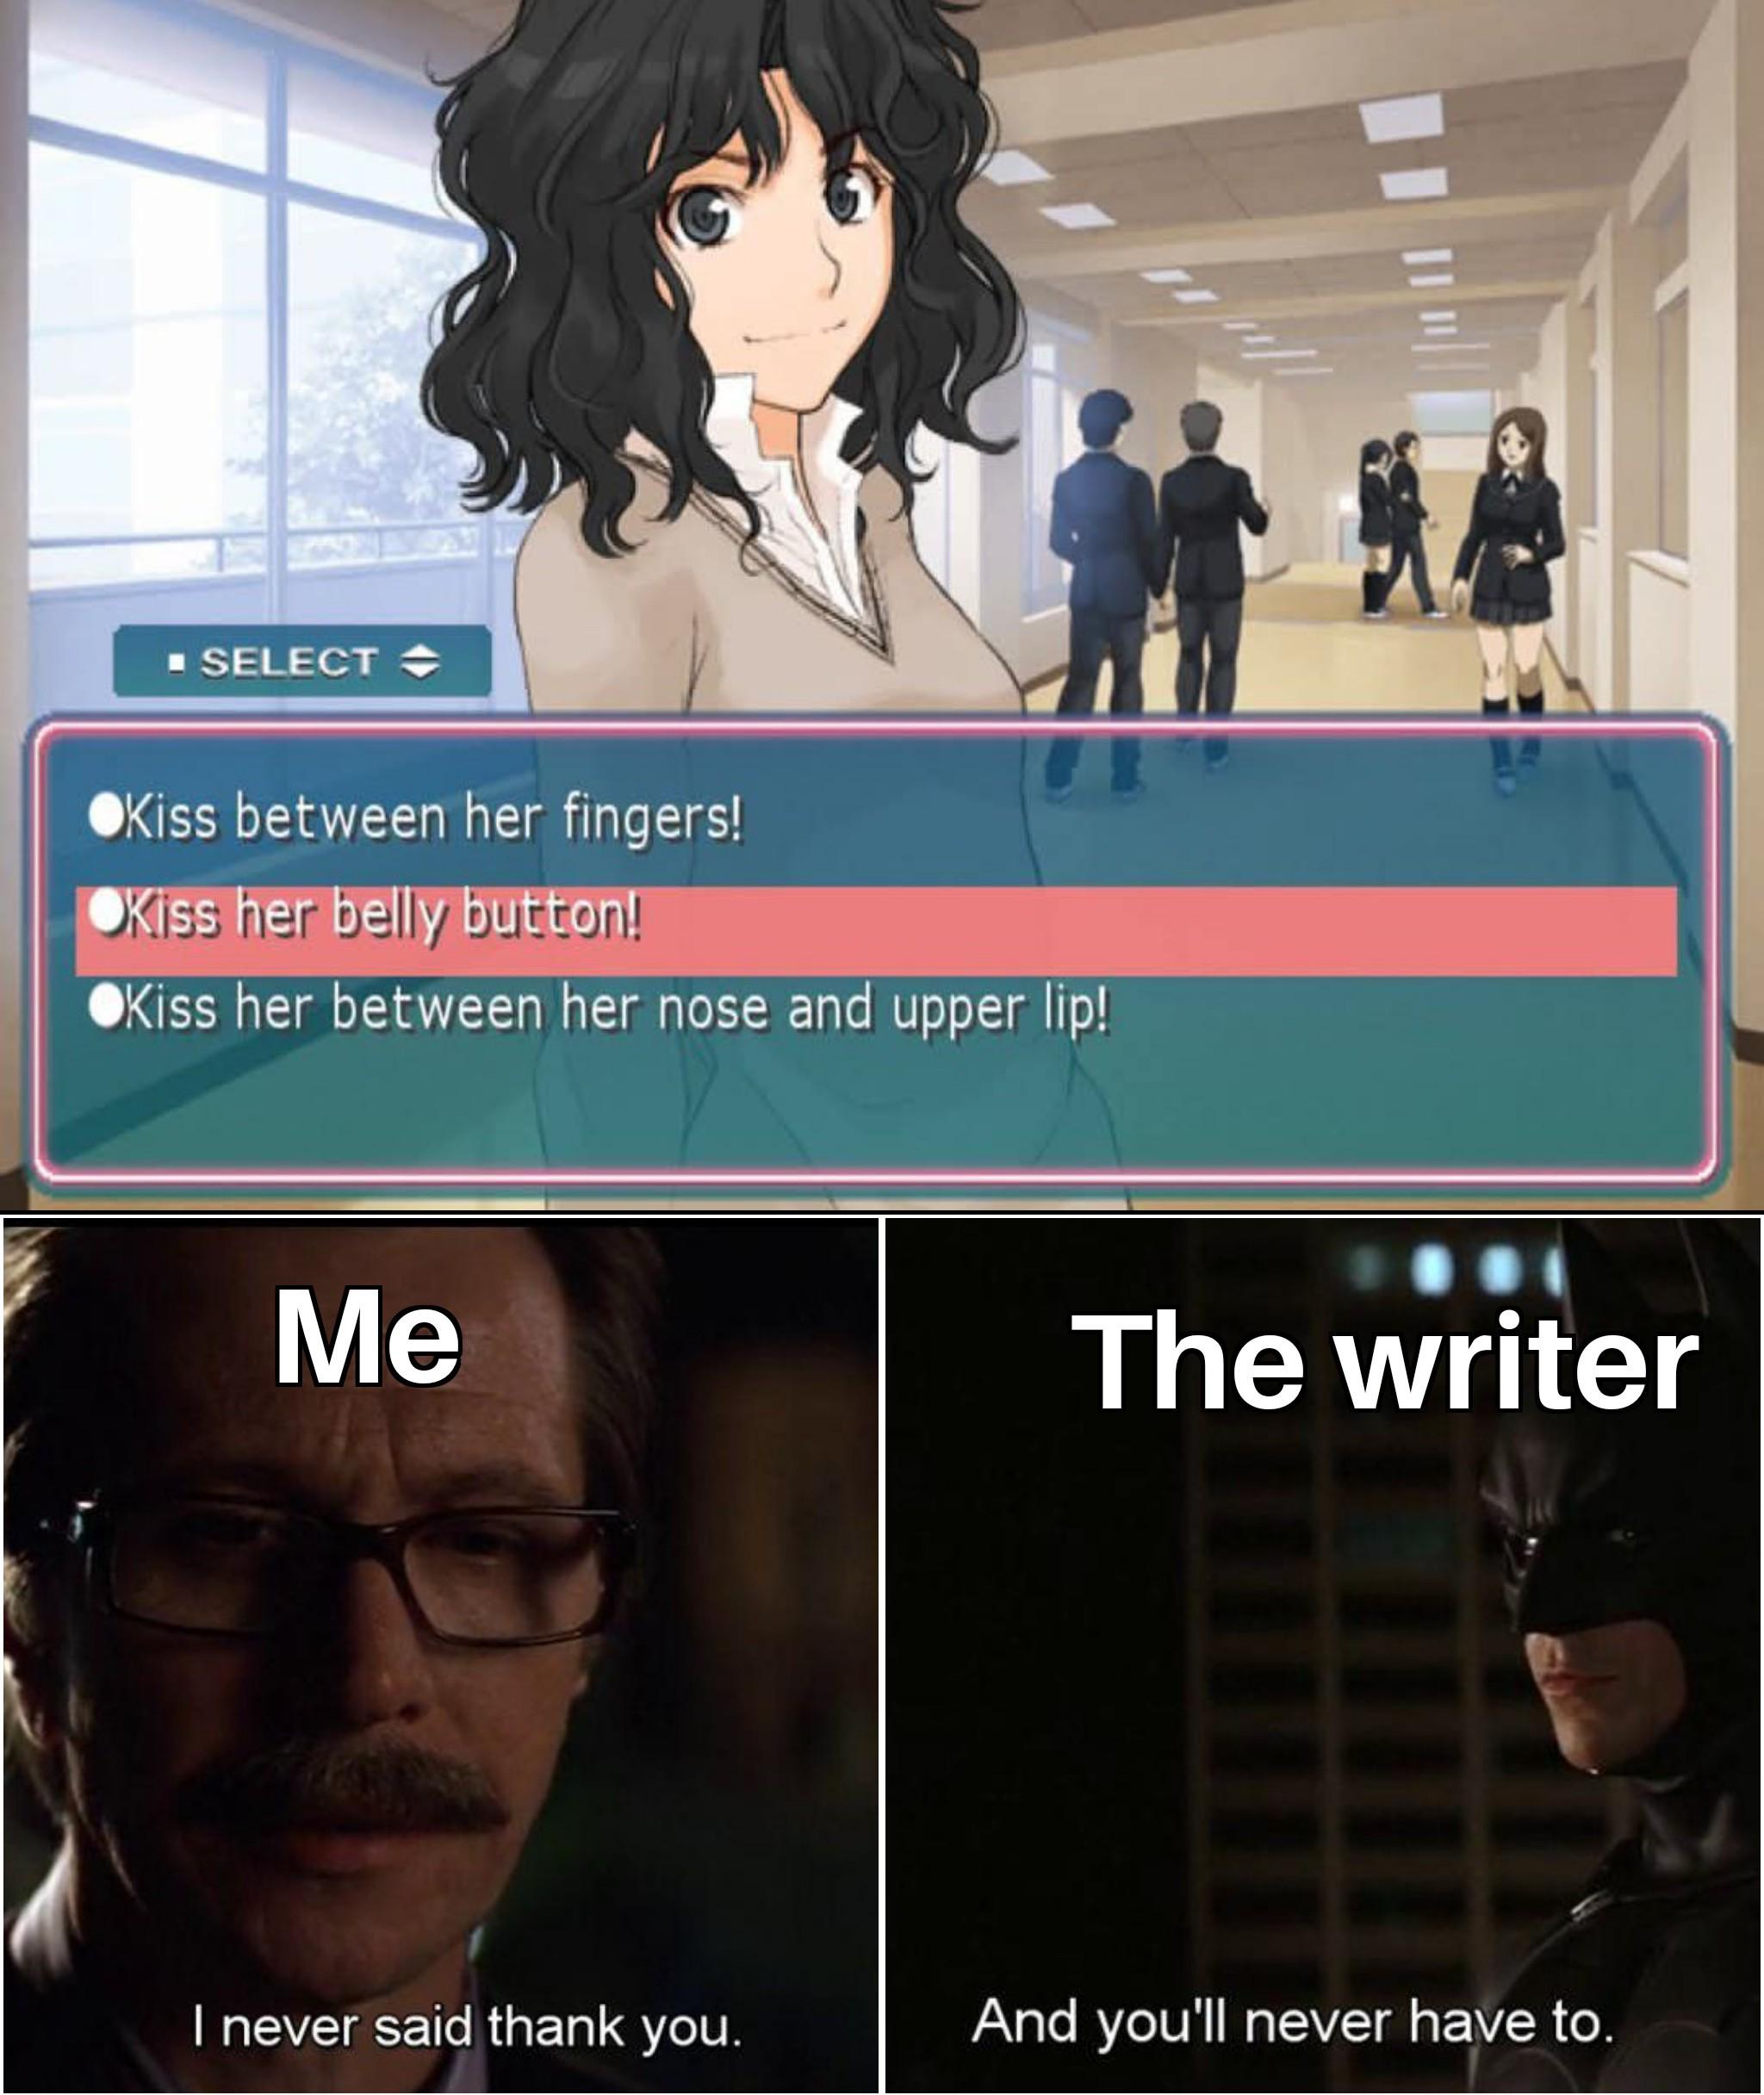 SELECT
Kiss between her fingers!
Kiss her belly button!
Kiss her between her nose and upper lip!
Me
The writer
I never said thank you.
And you'll never have to.